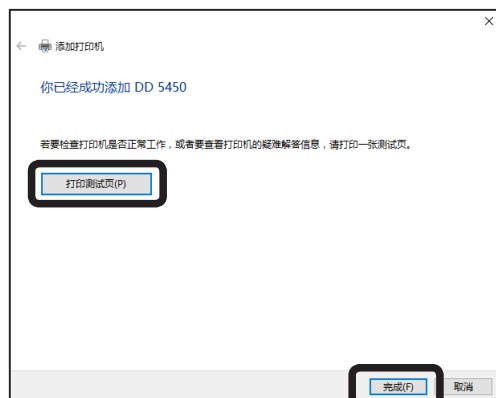 添加打印机
你已经成功添加 DD 5450
若要检查打印机是否正常工作，或者要查看打印机的疑难解答信息，请打印一张测试页。
打印测试页(P)
完成(F)
取消